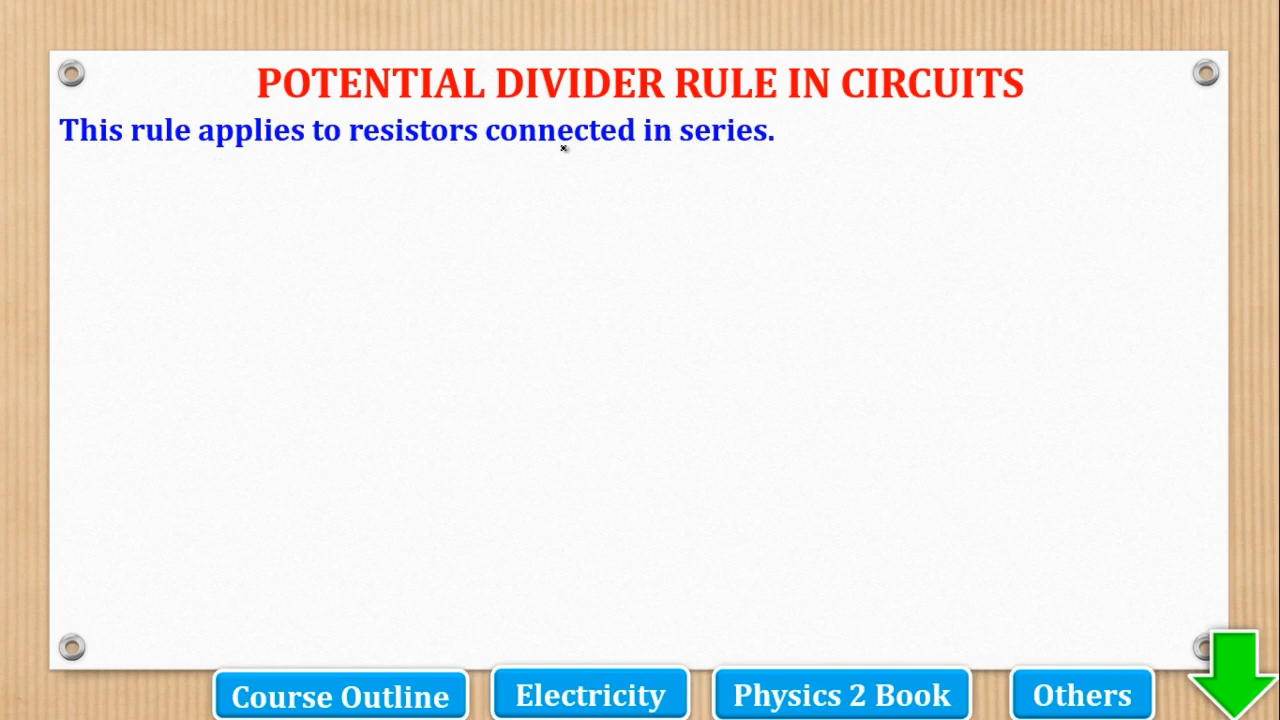 POTENTIAL DIVIDER RULE IN CIRCUITS
This rule applies to resistors connected in series.
Course Outline
Electricity
Physics 2 Book
Others